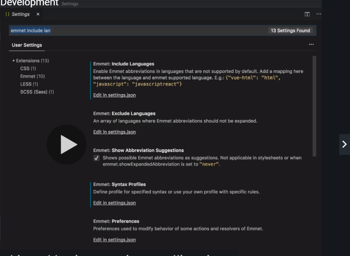 Development Settings
Settings
emmet include lan
13 Settings Found
User Settings
Extensions (13)
CSS (1)
Emmet (10)
LESS (1)
SCSS (Sass) (1)
Emmet: Include Languages
Enable Emmet abbreviations in languages that are not supported by default. Add a mapping here
between the language and emmet supported language. E.g.: {"vue-html": "html",
"javascript": "javascriptreact"}
Edit in settings.json
Emmet: Exclude Languages
An array of languages where Emmet abbreviations should not be expanded.
Edit in settings.json
Emmet: Show Abbreviation Suggestions
Shows possible Emmet abbreviations as suggestions. Not applicable in stylesheets or when
emmet.showExpandedAbbreviation is set to "never".
Emmet: Syntax Profiles
Define profile for specified syntax or use your own profile with specific rules.
Edit in settings.json
Emmet: Preferences
Preferences used to modify behavior of some actions and resolvers of Emmet.
Edit in settings.json